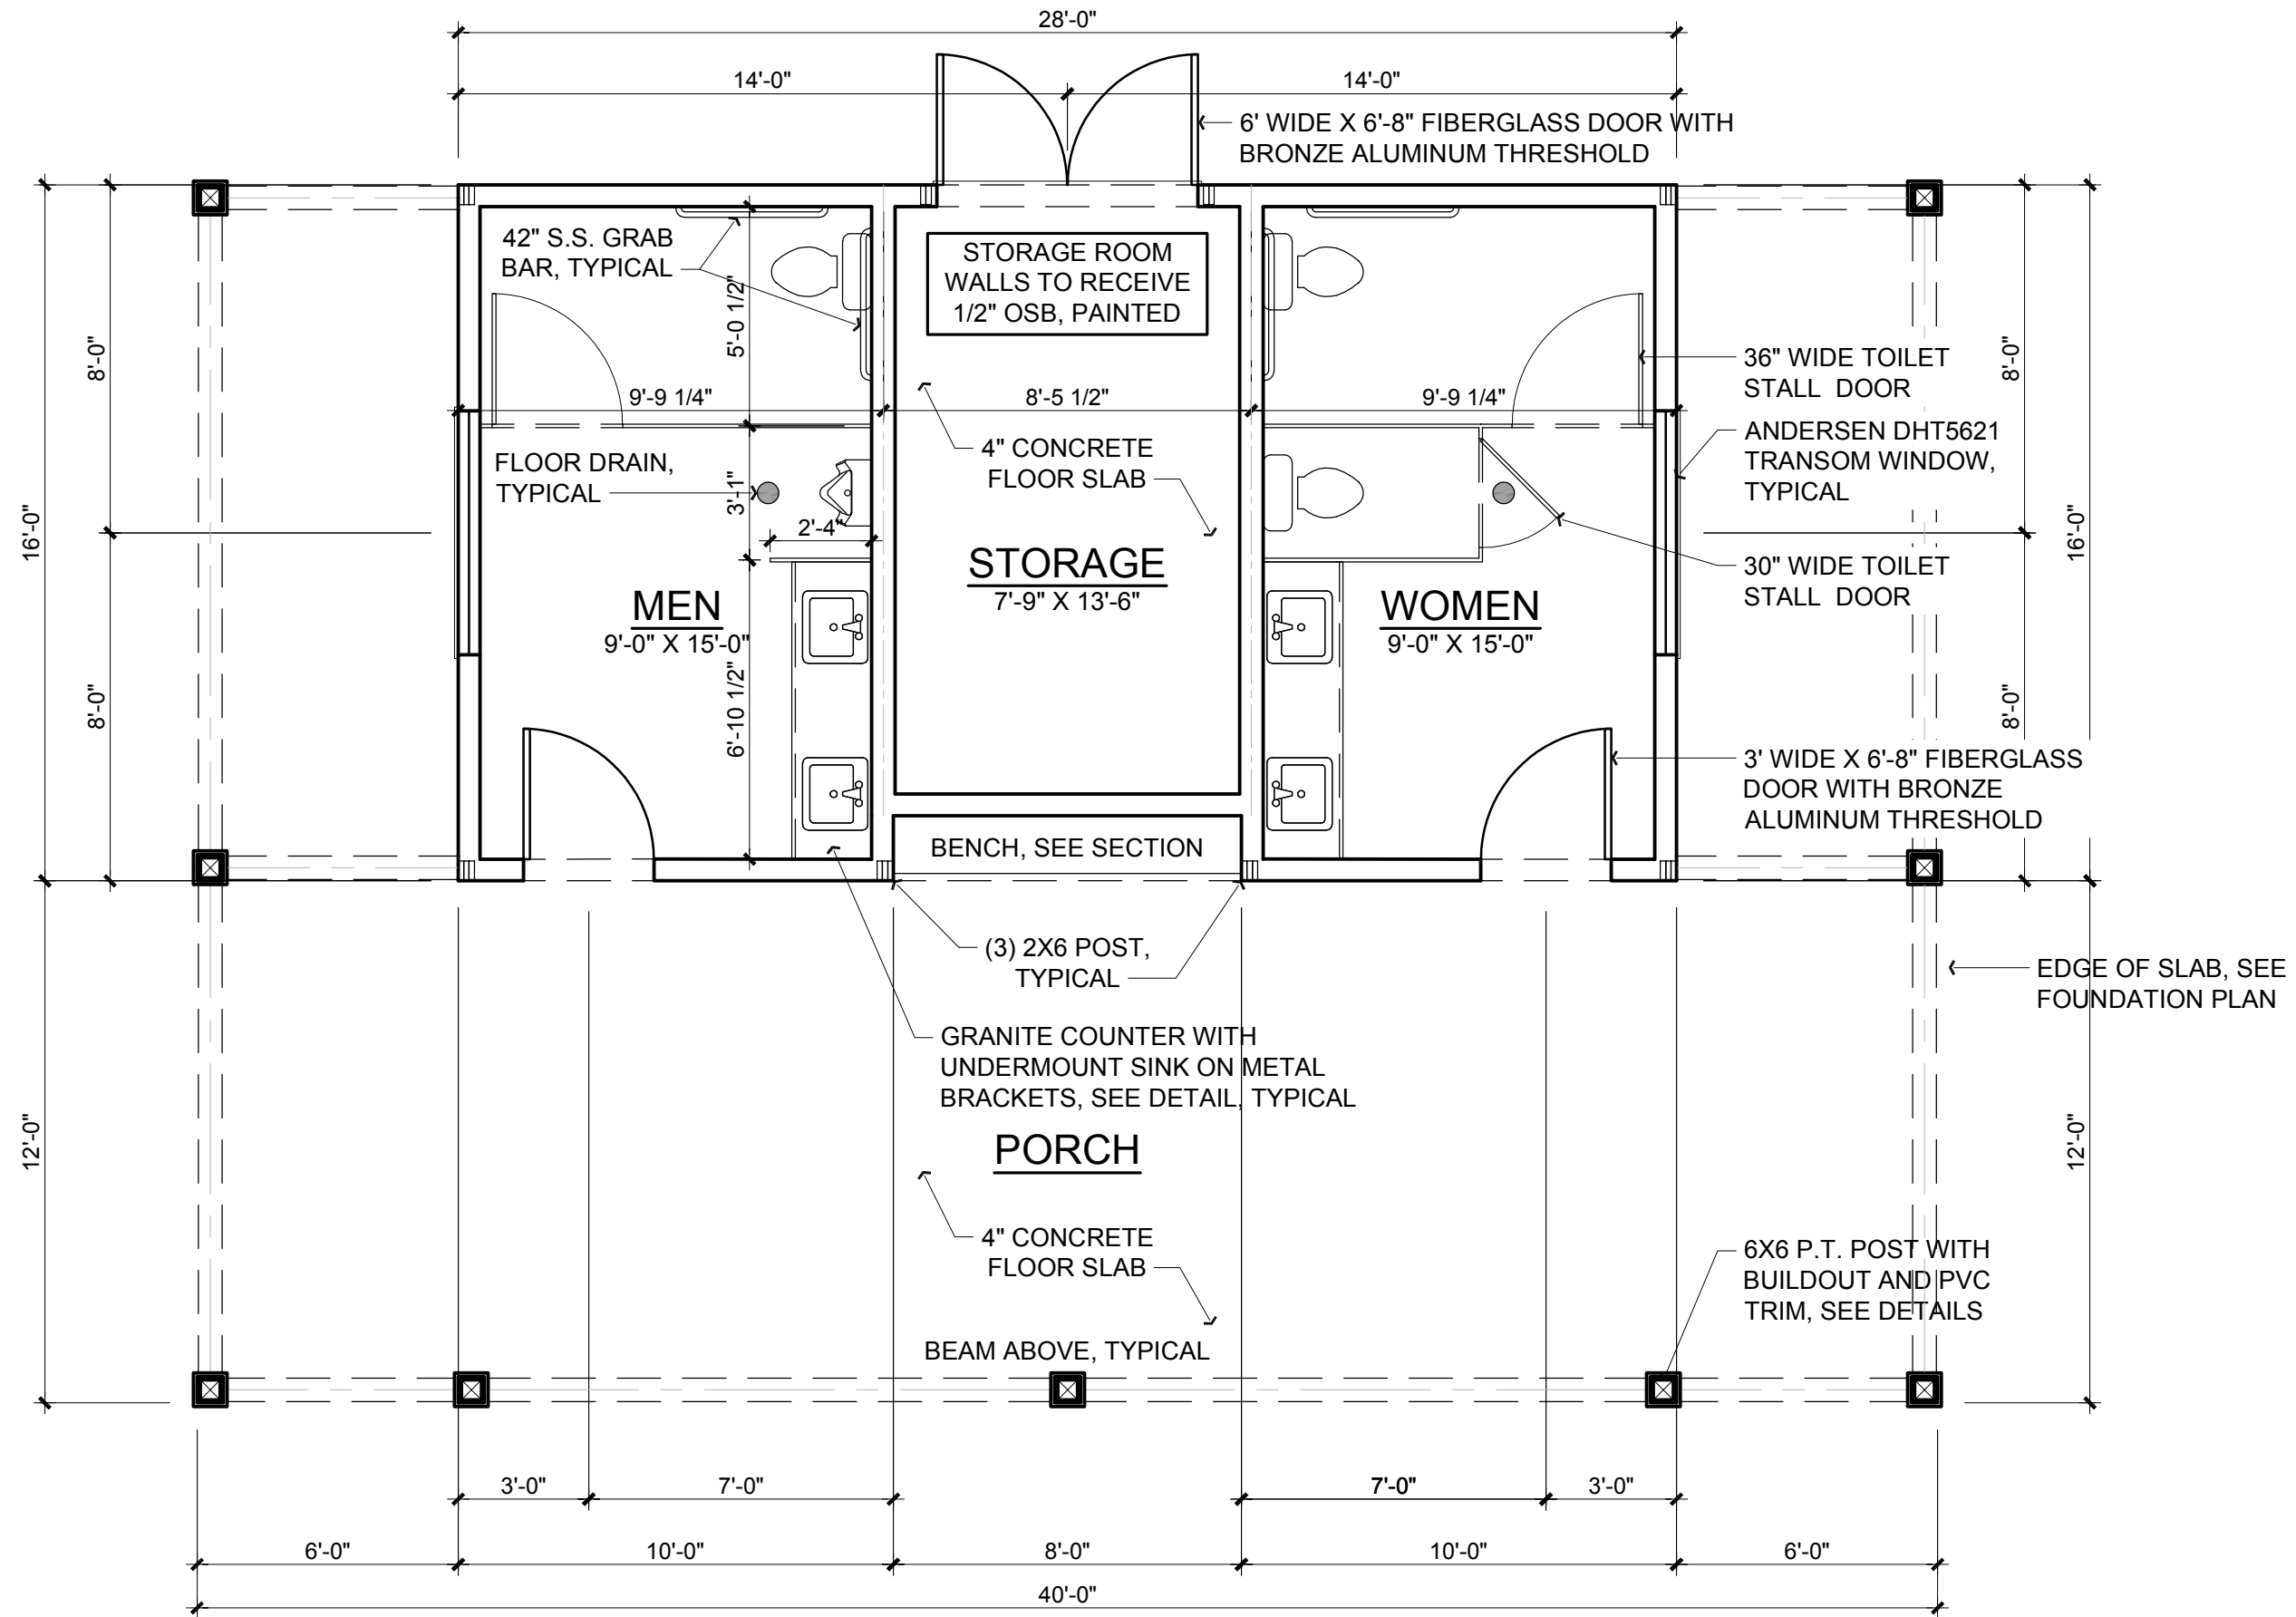 28'-0"
14'-0"
14'-0"
6' WIDE X 6'-8" FIBERGLASS DOOR WITH
BRONZE ALUMINUM THRESHOLD
42" S.S. GRAB
BAR, TYPICAL
STORAGE ROOM
WALLS TO RECEIVE
1/2" OSB, PAINTED
5'-0 1/2"
8'-0"
8'-0"
36" WIDE TOILET
STALL DOOR
9'-9 1/4"
8'-5 1/2"
9'-9 1/4"
ANDERSEN DHT5621
TRANSOM WINDOW,
TYPICAL
4" CONCRETE
FLOOR SLAB
FLOOR DRAIN,
TYPICAL
3'-1"
2'-4"
16'-0"
16'-0"
STORAGE
7'-9" X 13'-6"
30" WIDE TOILET
STALL DOOR
MEN
9'-0" X 15'-0"
WOMEN
9'-0" X 15'-0"
6'-10 1/2"
8'-0"
8'-0"
3' WIDE X 6'-8" FIBERGLASS
DOOR WITH BRONZE
ALUMINUM THRESHOLD
BENCH, SEE SECTION
(3) 2X6 POST,
TYPICAL
EDGE OF SLAB, SEE
FOUNDATION PLAN
GRANITE COUNTER WITH
UNDERMOUNT SINK ON METAL
BRACKETS, SEE DETAIL, TYPICAL
12'-0"
12'-0"
PORCH
4" CONCRETE
FLOOR SLAB
6X6 P.T. POST WITH
BUILDOUT AND PVC
TRIM, SEE DETAILS
BEAM ABOVE, TYPICAL
3'-0"
7'-0"
7'-0"
3'-0"
6'-0"
10'-0"
8'-0"
10'-0"
6'-0"
40'-0"